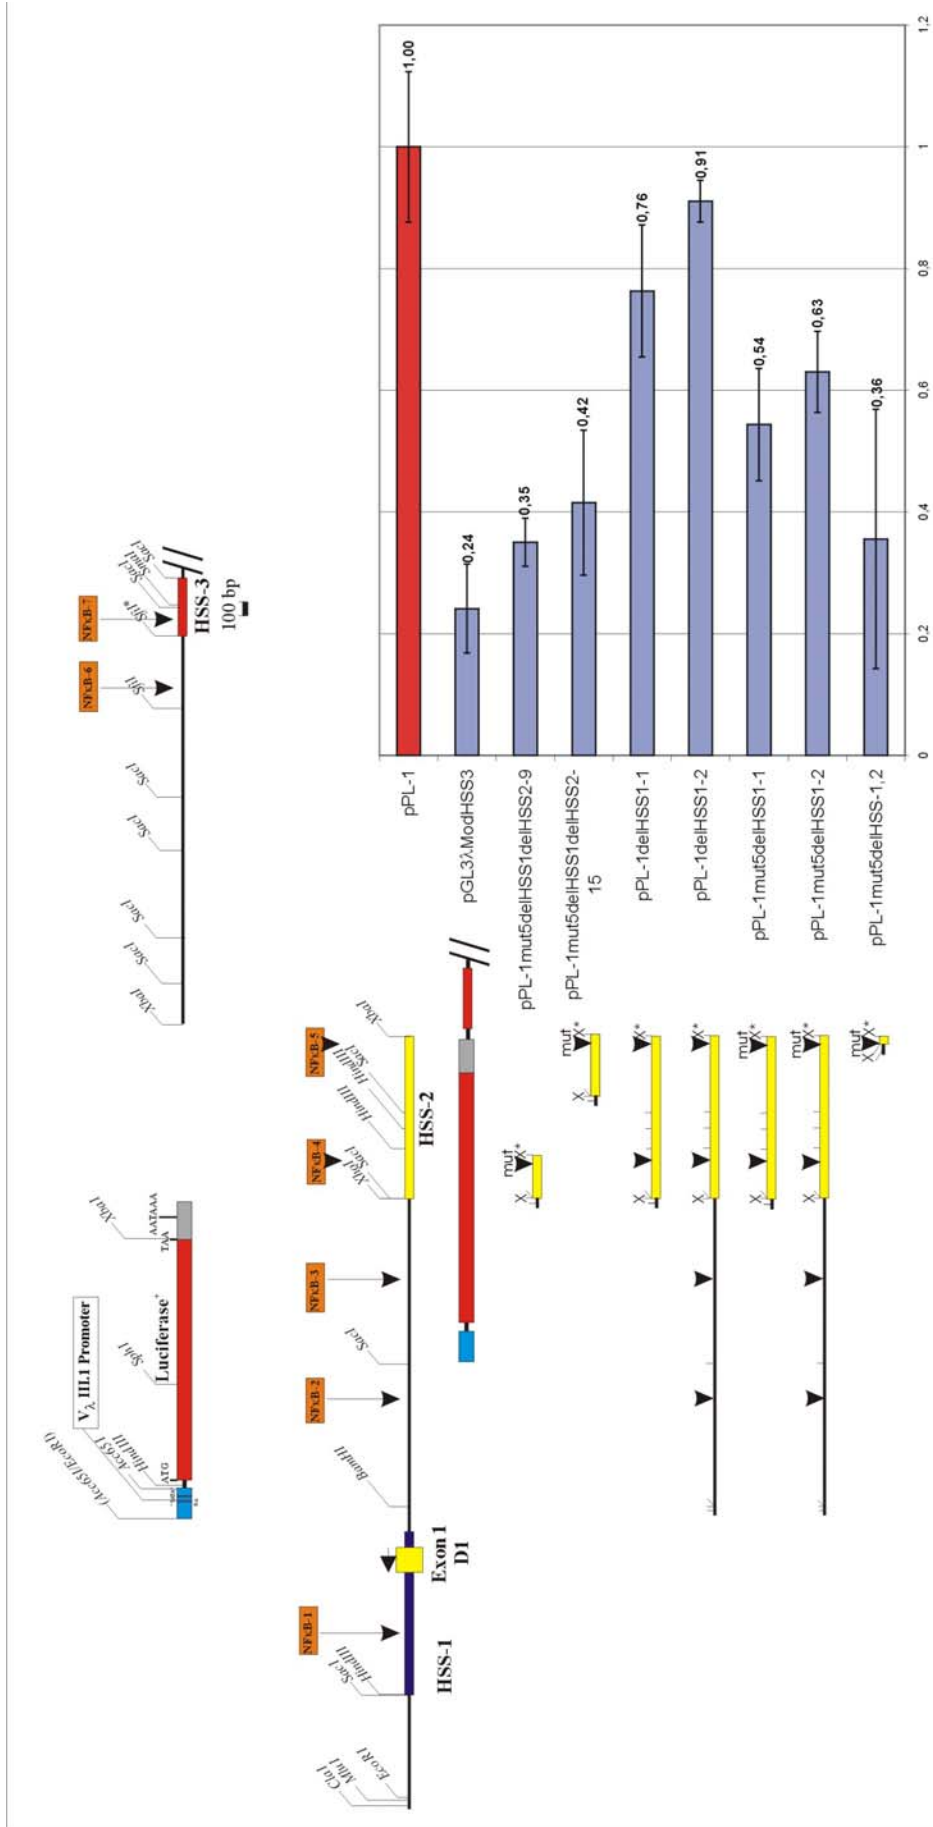 V_λ III.1 Promoter
(Acc651/EcoRI)
Acc651
HindIII
ATG
SphI
Luciferase⁺
XbaI
TAA
AATAAA
XbaI
SacI
SacI
SacI
SacI
SfiI
NFκB-6
NFκB-7
SfiI*
SacI
SmaI
SacI
HSS-3
100 bp
ClaI
MluI
EcoRI
SacI
HindIII
NFκB-1
HSS-1
Exon 1
D1
BamHI
NFκB-2
SacI
NFκB-3
XhoI
SacI
NFκB-4
HindIII
HindIII
SacI
NFκB-5
XbaI
HSS-2
X mut X*
X mut X*
X X*
X X*
X mut X*
X mut X*
X mut X*
pPL-1
pGL3λModHSS3
pPL-1mut5delHSS1delHSS2-9
pPL-1mut5delHSS1delHSS2-
15
pPL-1delHSS1-1
pPL-1delHSS1-2
pPL-1mut5delHSS1-1
pPL-1mut5delHSS1-2
pPL-1mut5delHSS-1,2
1,00
0,24
0,35
0,42
0,76
0,91
0,54
0,63
0,36
0 0,2 0,4 0,6 0,8 1 1,2